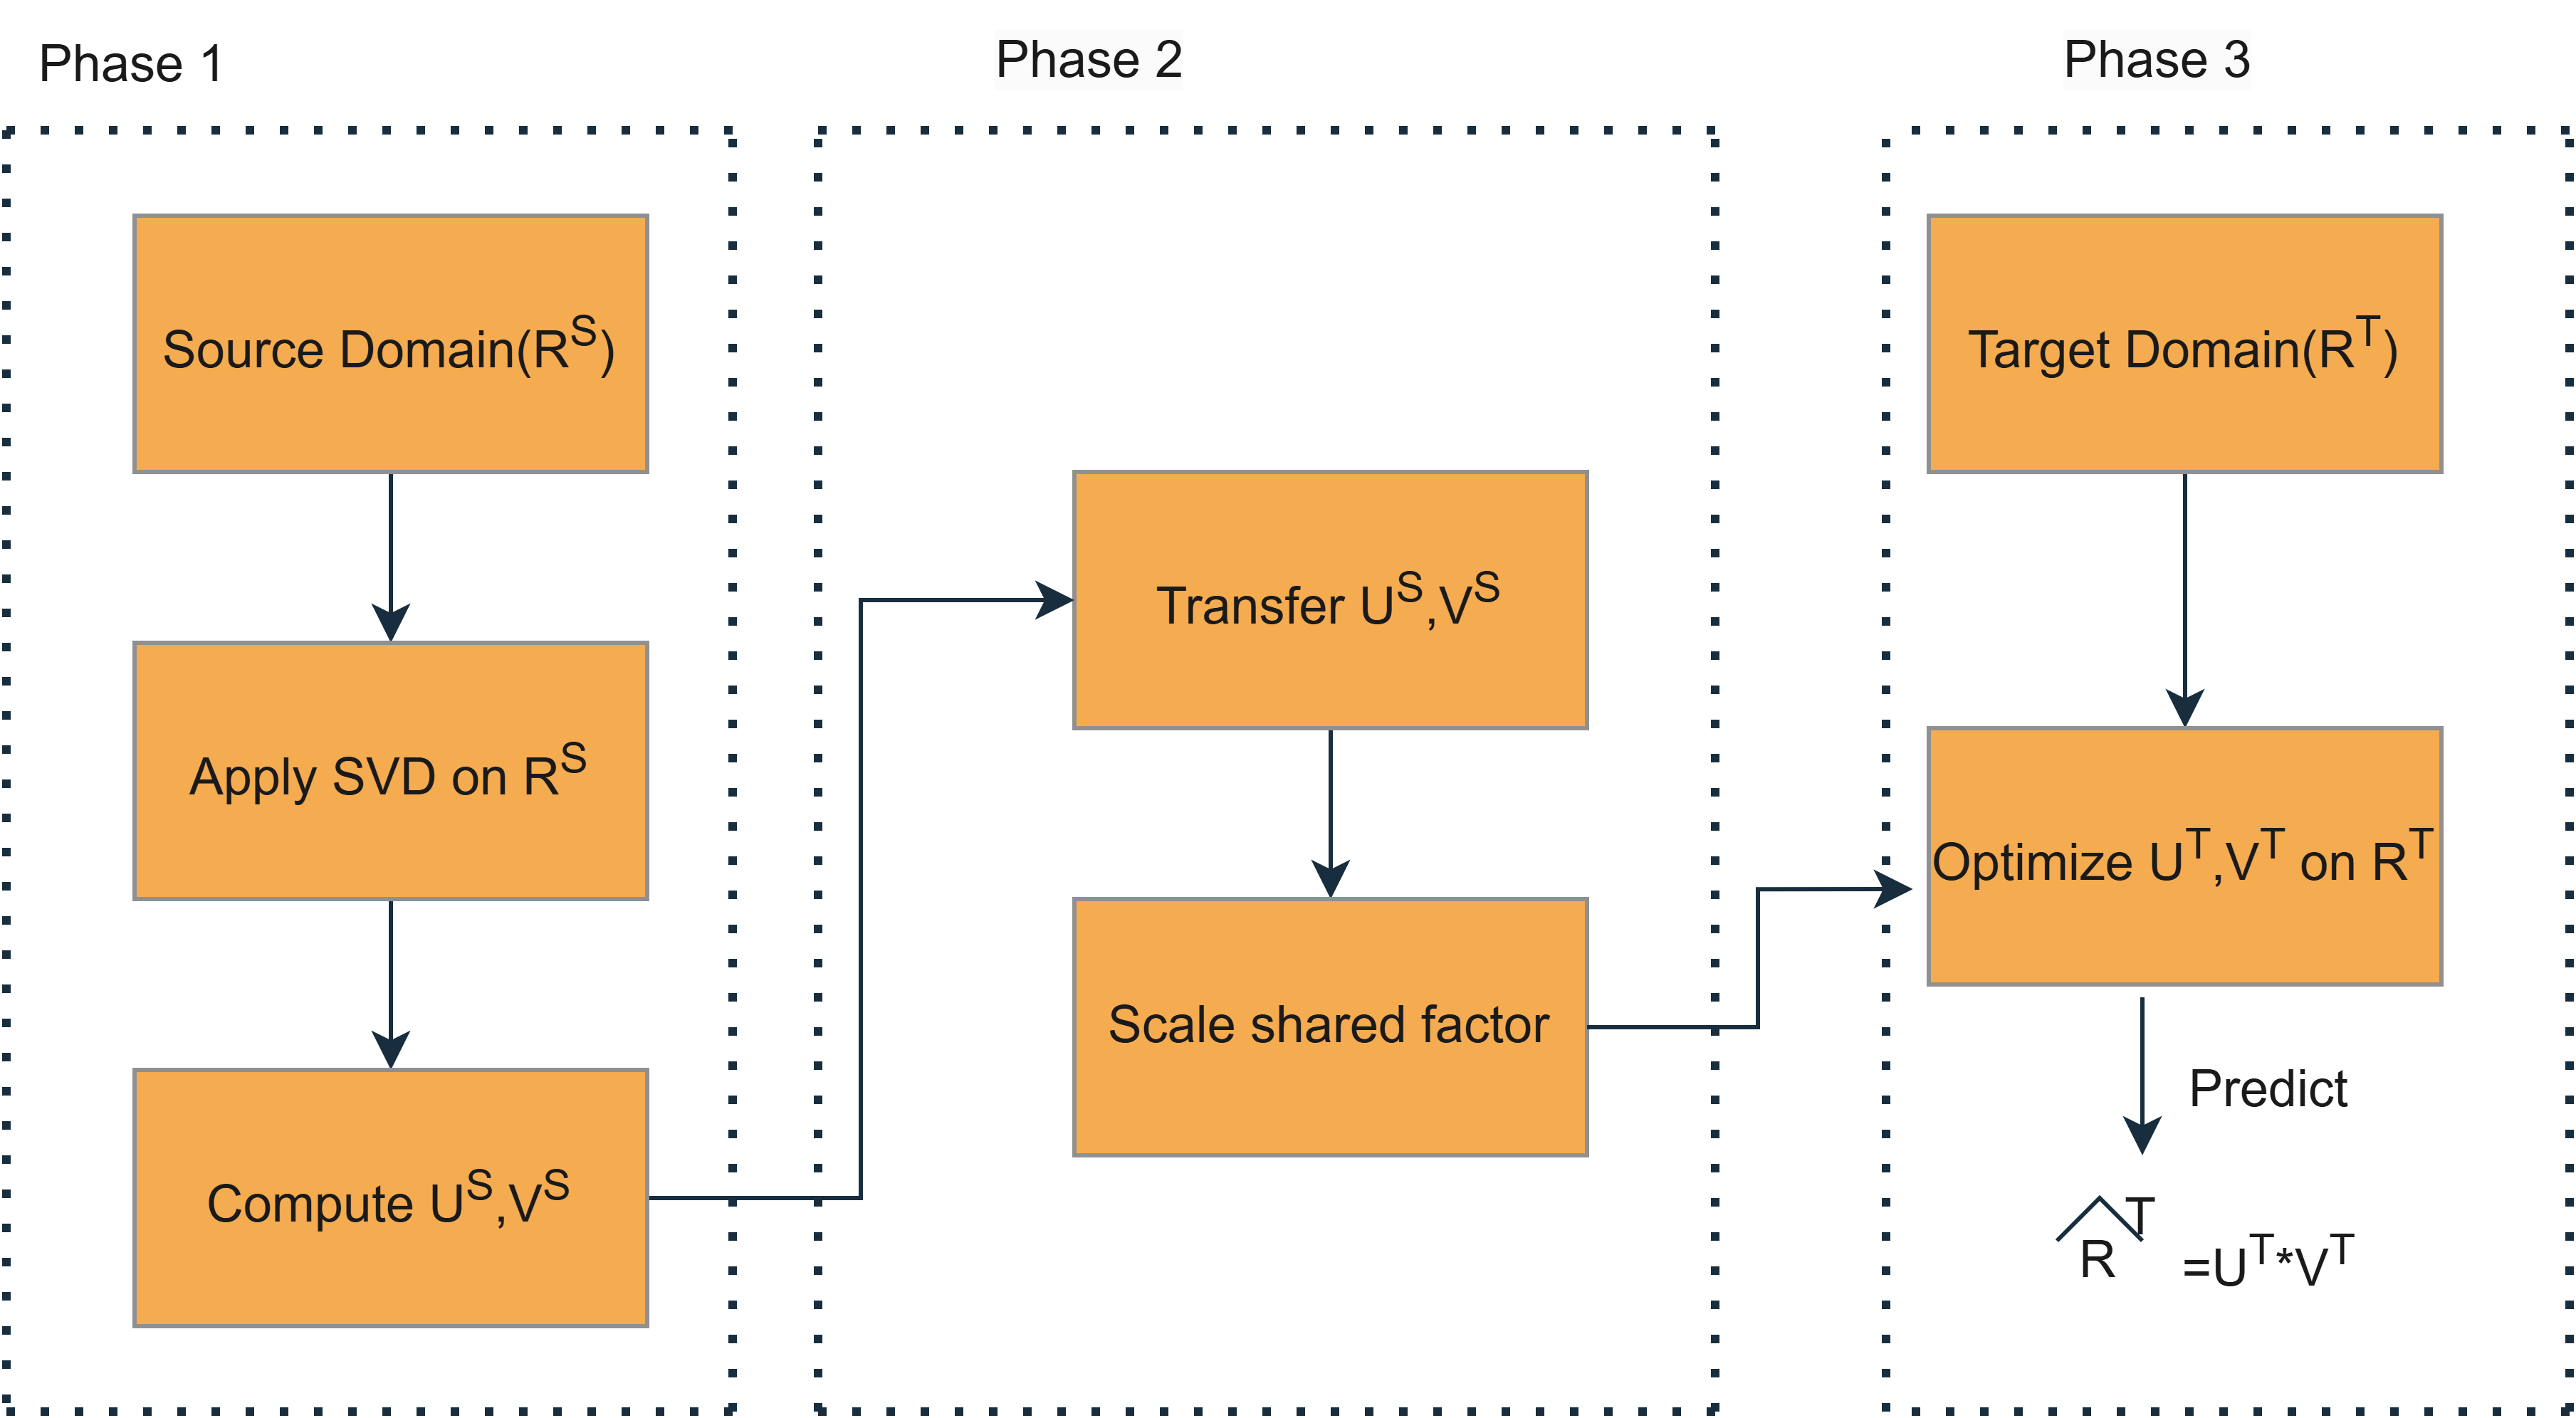 Phase 1
Source Domain(R^S)
Apply SVD on R^S
Compute U^S,V^S
Phase 2
Transfer U^S,V^S
Scale shared factor
Phase 3
Target Domain(R^T)
Optimize U^T,V^T on R^T
Predict
R̂^T =U^T*V^T